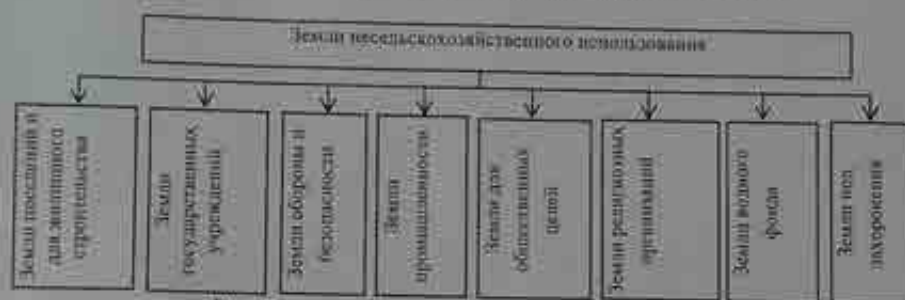 Земли несельскохозяйственного использования
Земли поселений и
для жилищного
строительства
Земли
государственных
учреждений
Земли обороны и
безопасности
Земли
промышленности
Земли для
общественных
целей
Земли религиозных
организаций
Земли водного
фонда
Земли под
захоронения